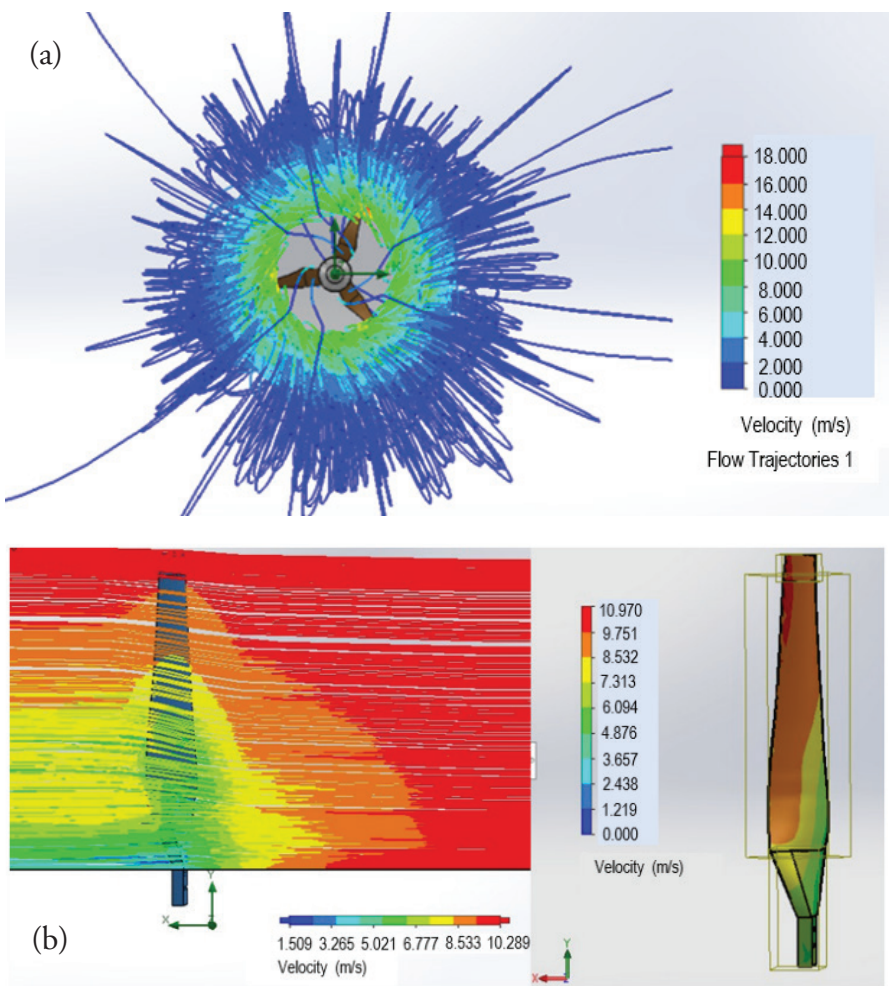 (a)
18.000
16.000
14.000
12.000
10.000
8.000
6.000
4.000
2.000
0.000
Velocity (m/s)
Flow Trajectories 1
10.970
9.751
8.532
7.313
6.094
4.876
3.657
2.438
1.219
0.000
Velocity (m/s)
Y
X
(b)
1.509 3.265 5.021 6.777 8.533 10.289
Velocity (m/s)
Y
X